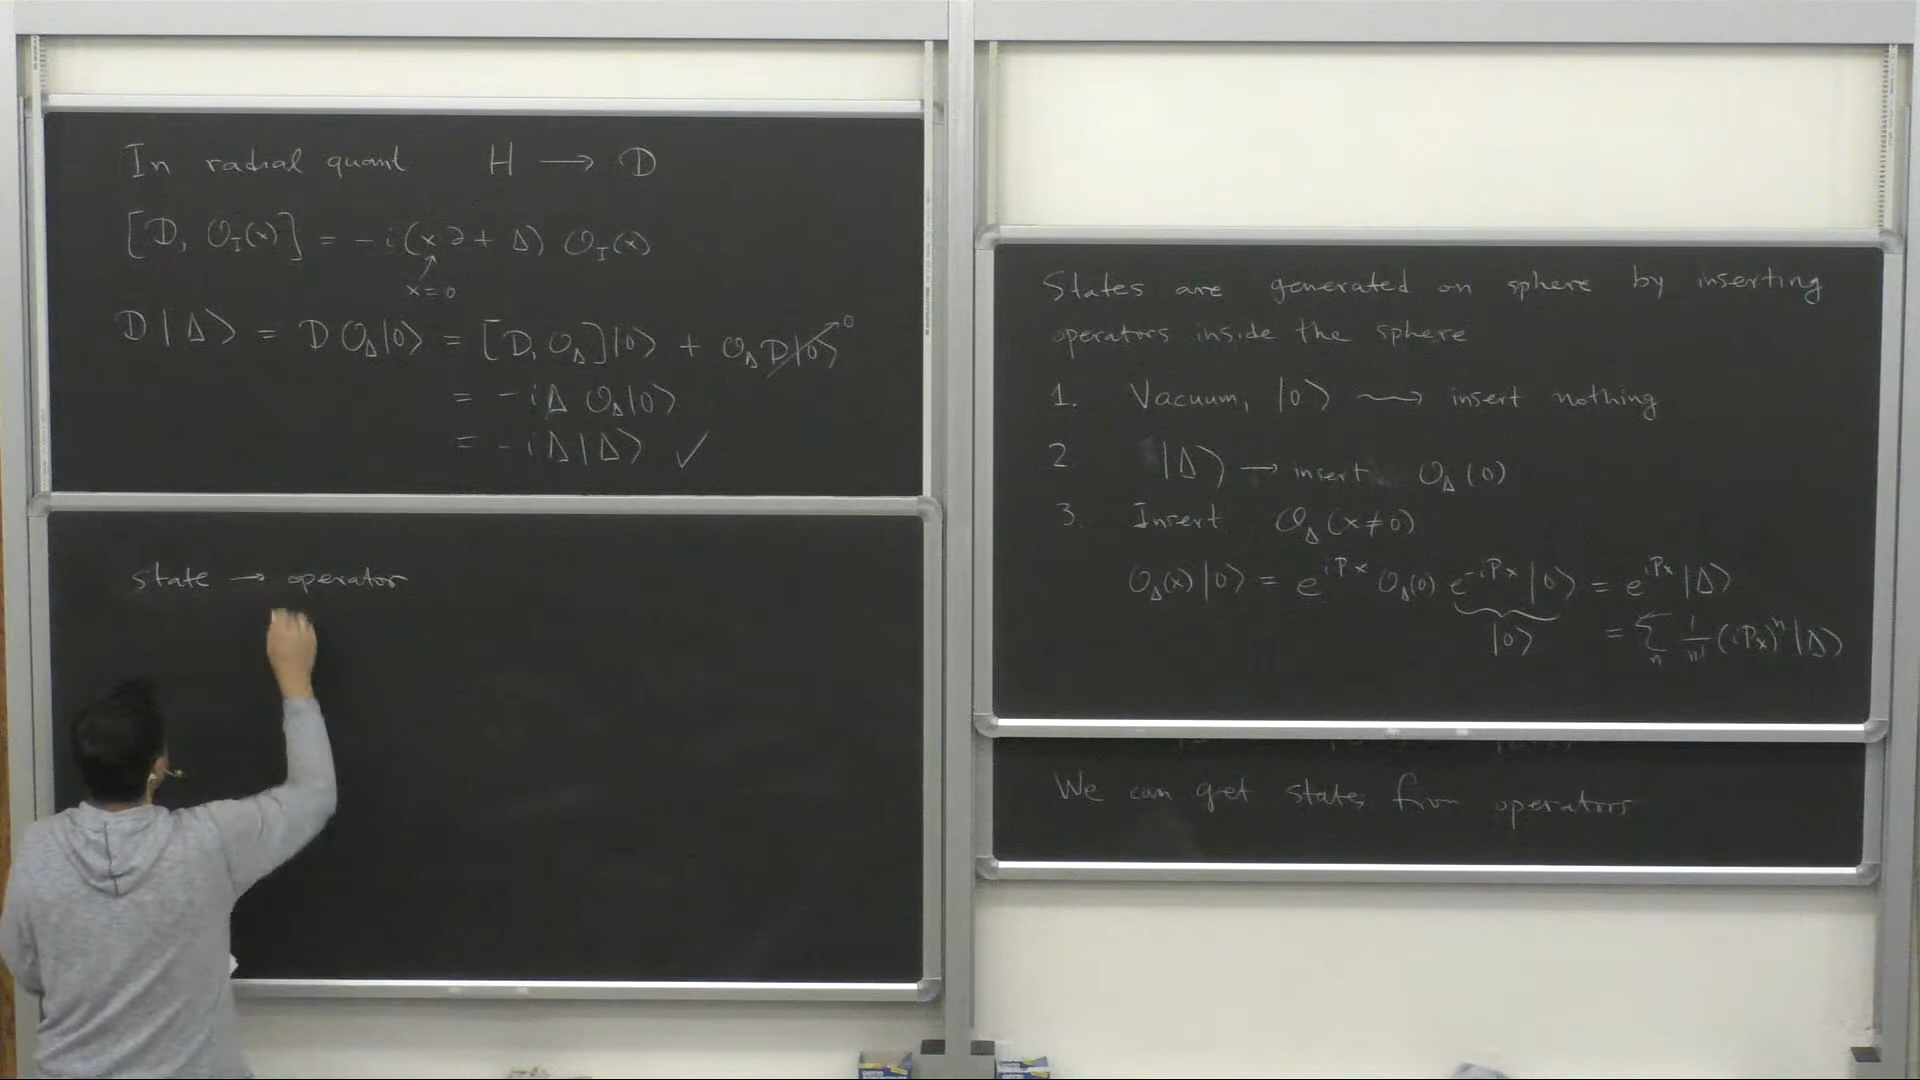 In radial quant H → D
[D, O_I(x)] = -i(x∂ + Δ) O_I(x)
x=0
D|Δ⟩ = D O_Δ|0⟩ = [D, O_Δ]|0⟩ + O_Δ D|0⟩ 0
= -iΔ O_Δ|0⟩
= -iΔ|Δ⟩ ✓
state → operator
States are generated on sphere by inserting
operators inside the sphere
1. Vacuum, |0⟩ ⟿ insert nothing
2 |Δ⟩ → insert O_Δ(0)
3. Insert O_Δ(x≠0)
O_Δ(x)|0⟩ = e^{iPx} O_Δ(0) e^{-iPx}|0⟩ = e^{iPx}|Δ⟩
|0⟩ = Σ_n 1/n! (iPx)^n |Δ⟩
We can get states from operators